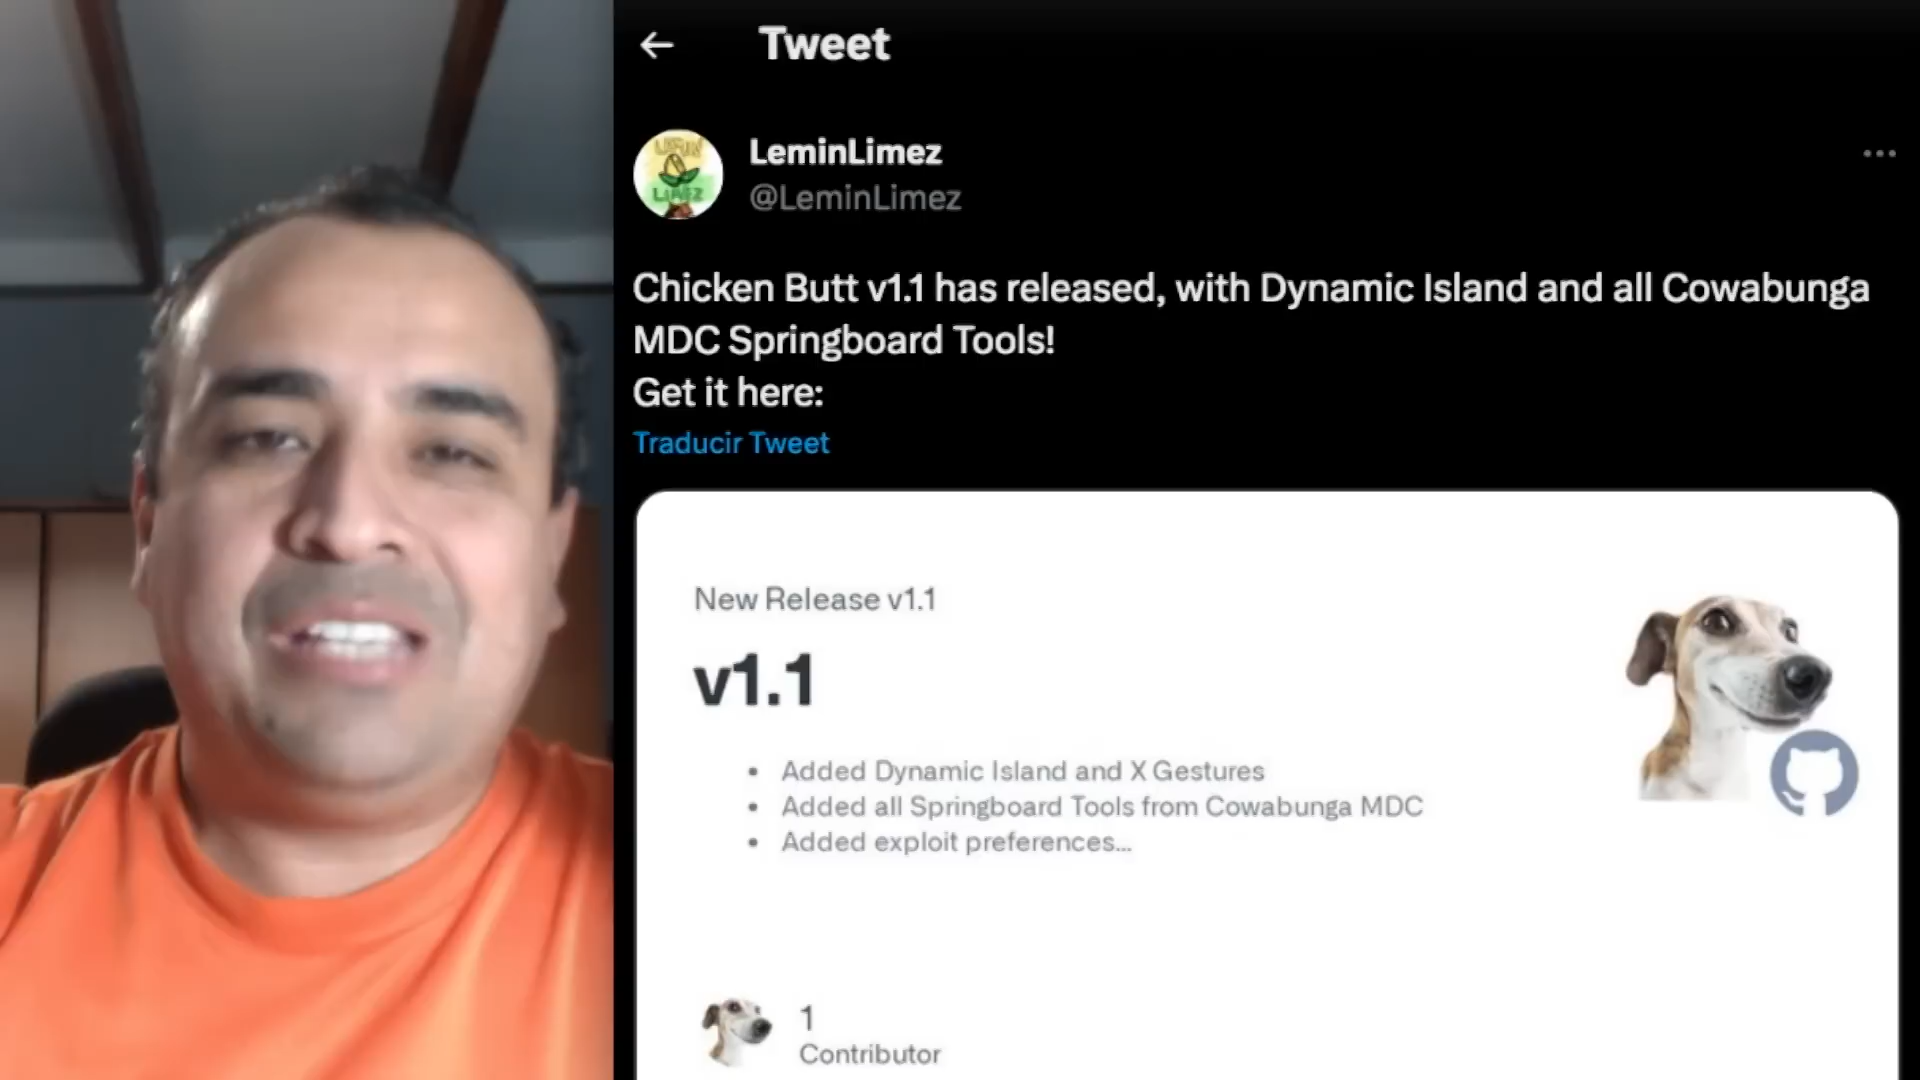 Tweet
LeminLimez
@LeminLimez
Chicken Butt v1.1 has released, with Dynamic Island and all Cowabunga
MDC Springboard Tools!
Get it here:
Traducir Tweet
New Release v1.1
v1.1
• Added Dynamic Island and X Gestures
• Added all Springboard Tools from Cowabunga MDC
• Added exploit preferences...
1
Contributor